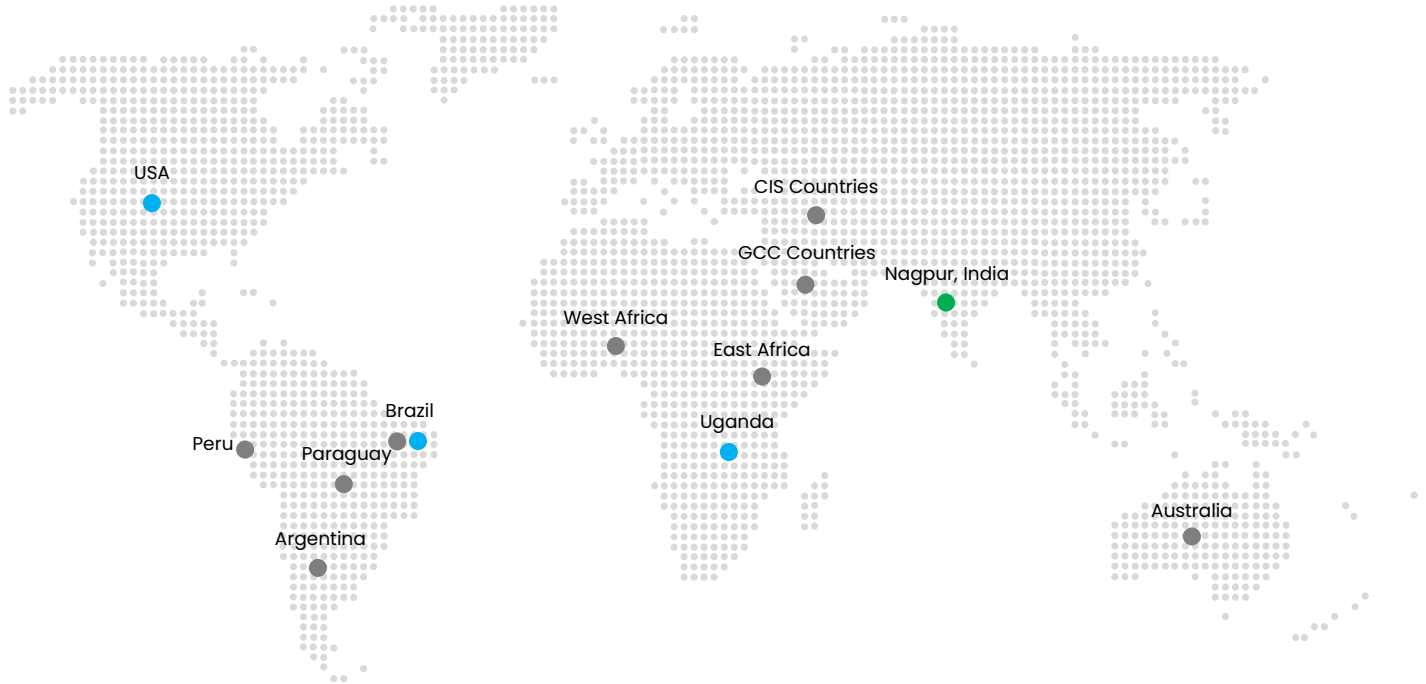 USA
CIS Countries
GCC Countries
Nagpur, India
West Africa
East Africa
Brazil
Uganda
Peru
Paraguay
Australia
Argentina